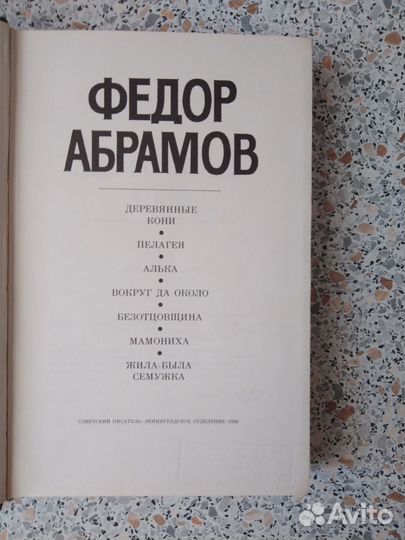 ФЕДОР
АБРАМОВ
ДЕРЕВЯННЫЕ
КОНИ
ПЕЛАГЕЯ
АЛЬКА
ВОКРУГ ДА ОКОЛО
БЕЗОТЦОВЩИНА
МАМОНИХА
ЖИЛА-БЫЛА
СЕМУЖКА
СОВЕТСКИЙ ПИСАТЕЛЬ · ЛЕНИНГРАДСКОЕ ОТДЕЛЕНИЕ ·
Avito